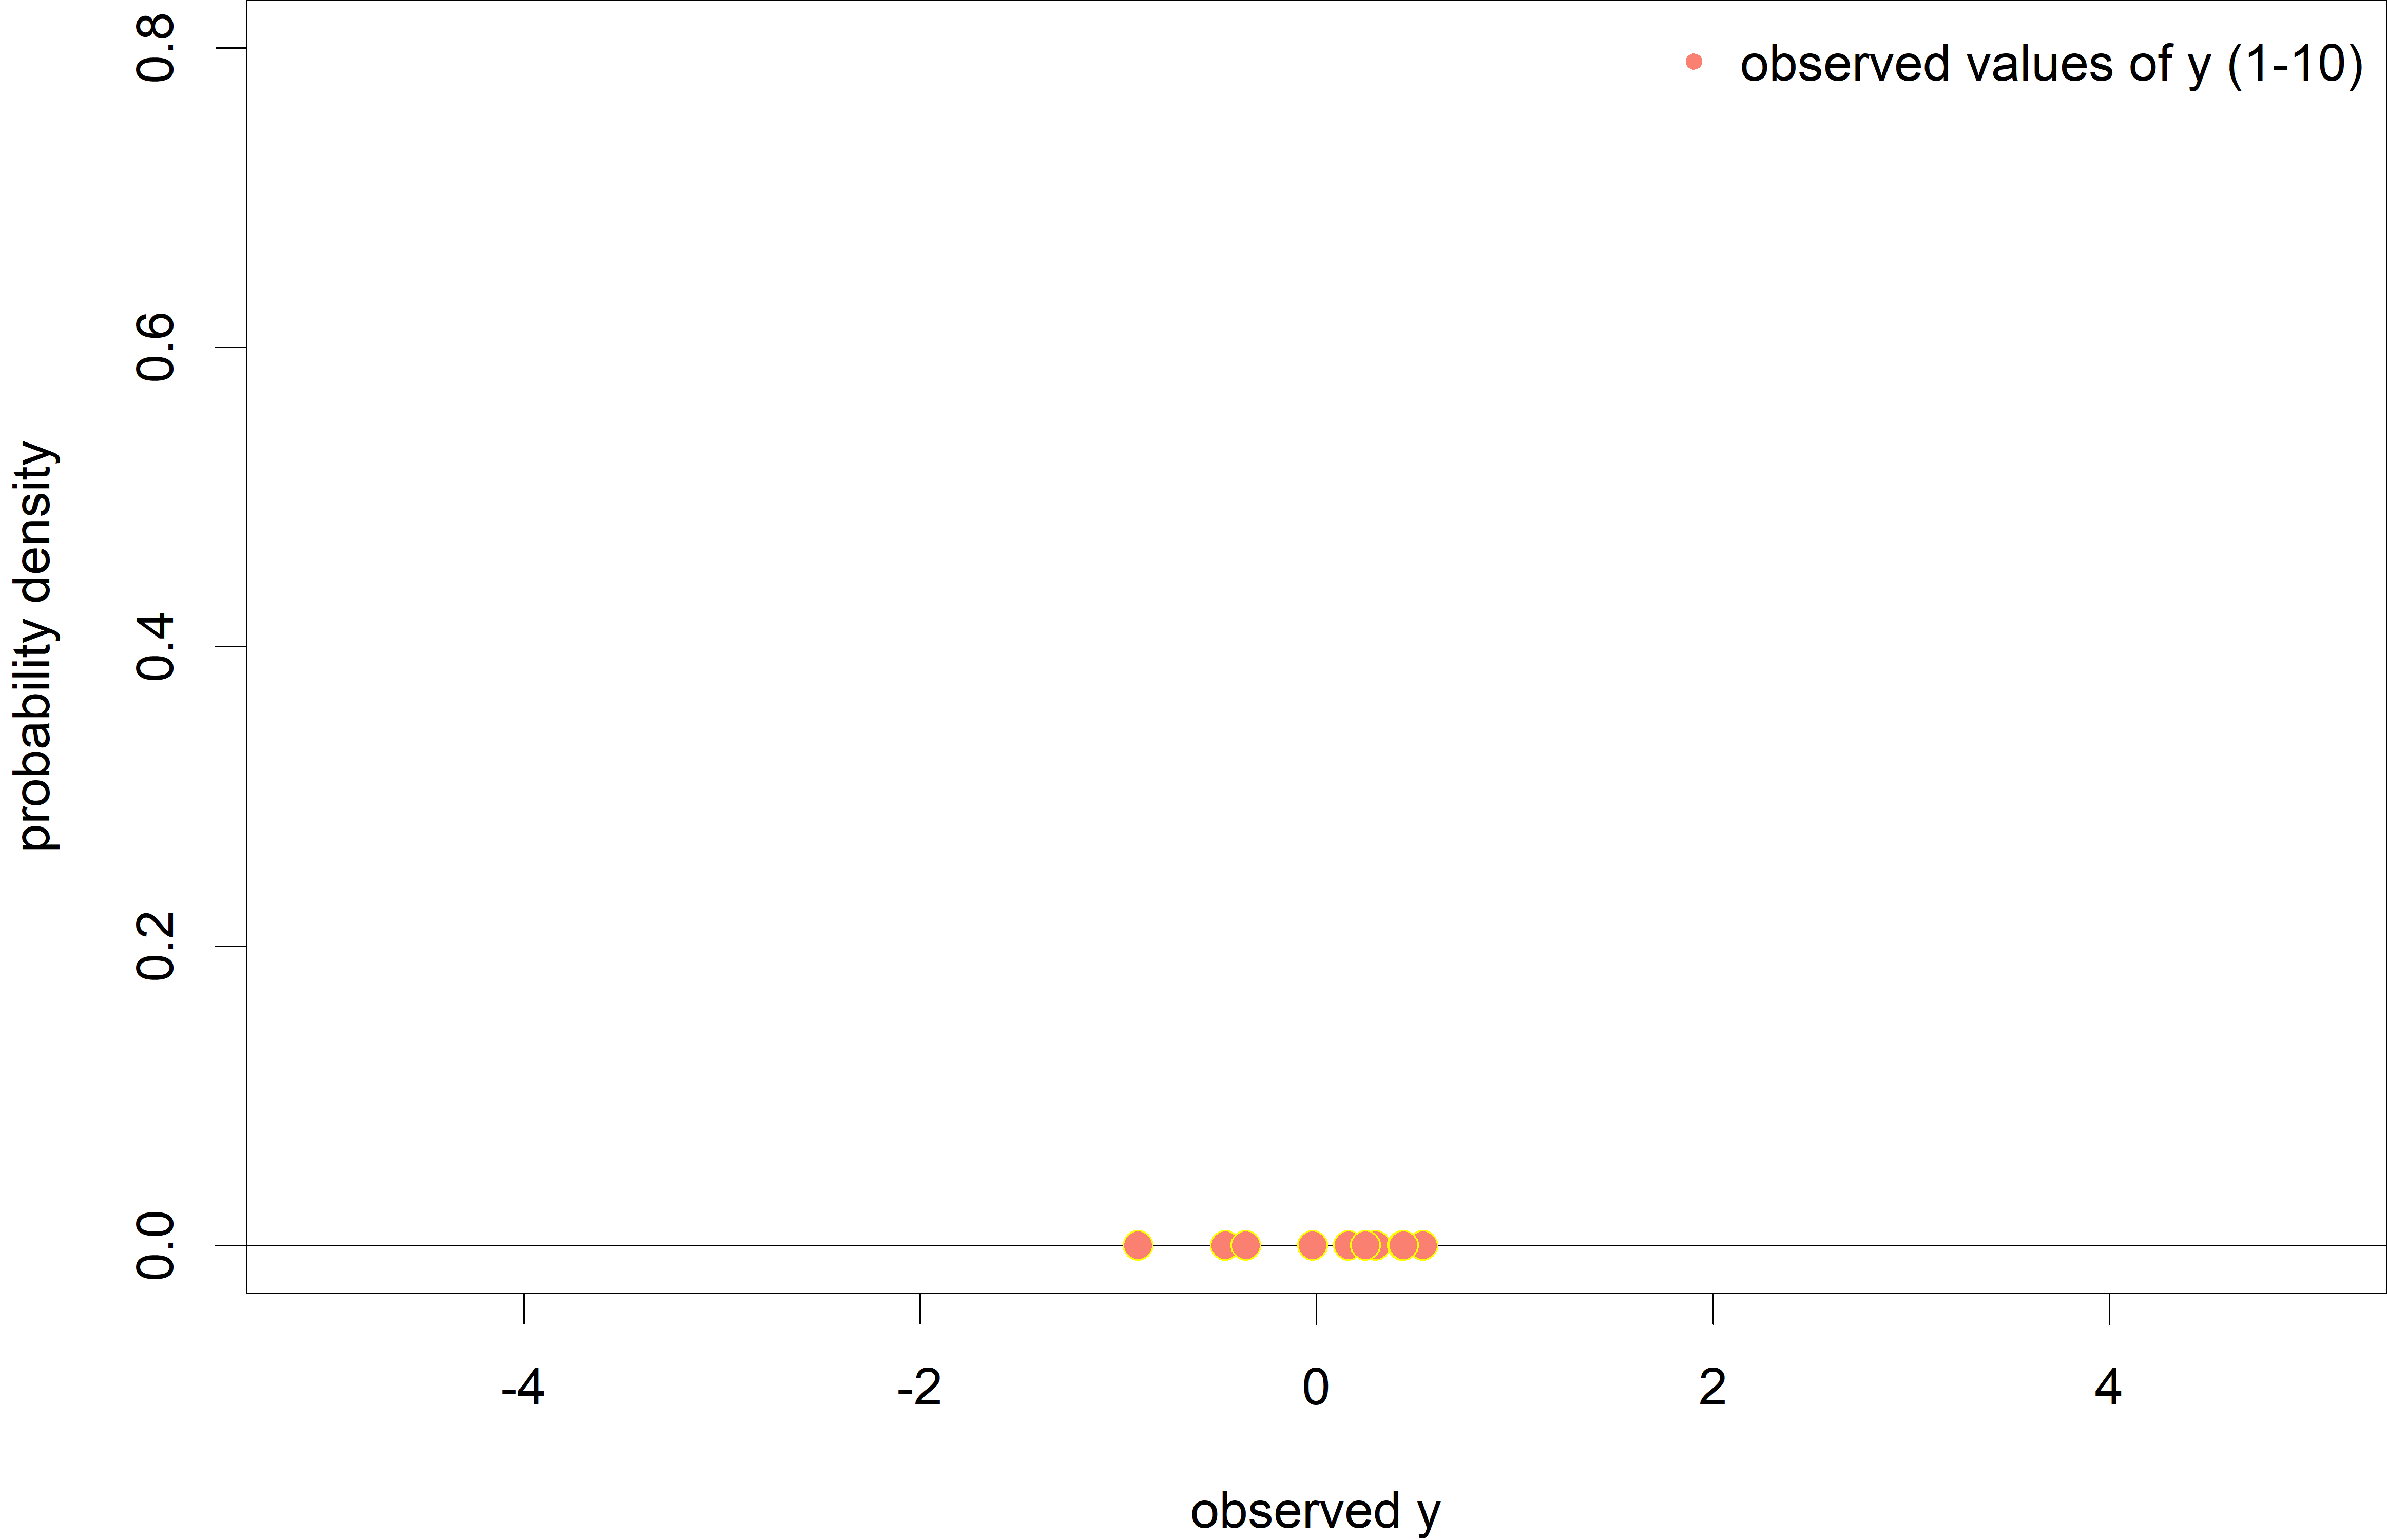 observed values of y (1-10)
probability density
0.8
0.6
0.4
0.2
0.0
-4 -2 0 2 4
observed y